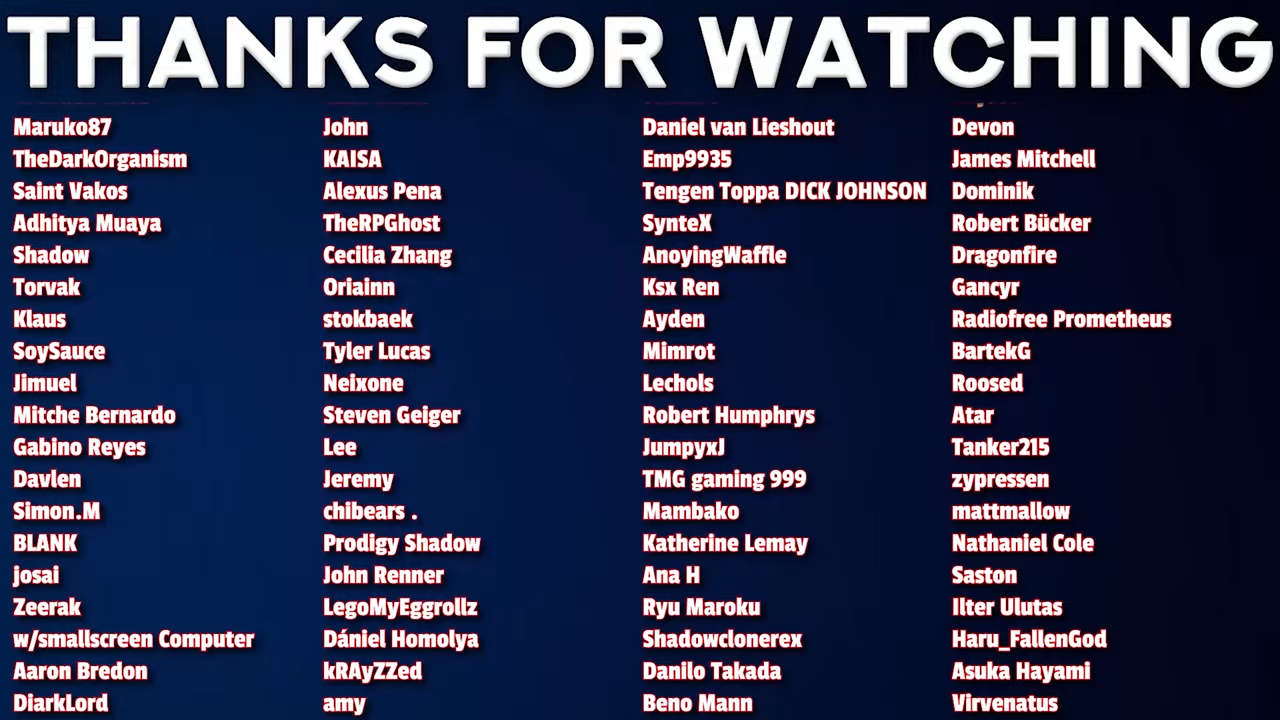 THANKS FOR WATCHING
Maruko87
TheDarkOrganism
Saint Vakos
Adhitya Muaya
Shadow
Torvak
Klaus
SoySauce
Jimuel
Mitche Bernardo
Gabino Reyes
Davlen
Simon.M
BLANK
josai
Zeerak
w/smallscreen Computer
Aaron Bredon
DiarkLord
John
KAISA
Alexus Pena
TheRPGhost
Cecilia Zhang
Oriainn
stokbaek
Tyler Lucas
Neixone
Steven Geiger
Lee
Jeremy
chibears .
Prodigy Shadow
John Renner
LegoMyEggrollz
Dániel Homolya
kRAyZZed
amy
Daniel van Lieshout
Emp9935
Tengen Toppa DICK JOHNSON
SynteX
AnoyingWaffle
Ksx Ren
Ayden
Mimrot
Lechols
Robert Humphrys
JumpyxJ
TMG gaming 999
Mambako
Katherine Lemay
Ana H
Ryu Maroku
Shadowclonerex
Danilo Takada
Beno Mann
Devon
James Mitchell
Dominik
Robert Bücker
Dragonfire
Gancyr
Radiofree Prometheus
BartekG
Roosed
Atar
Tanker215
zypressen
mattmallow
Nathaniel Cole
Saston
Ilter Ulutas
Haru_FallenGod
Asuka Hayami
Virvenatus